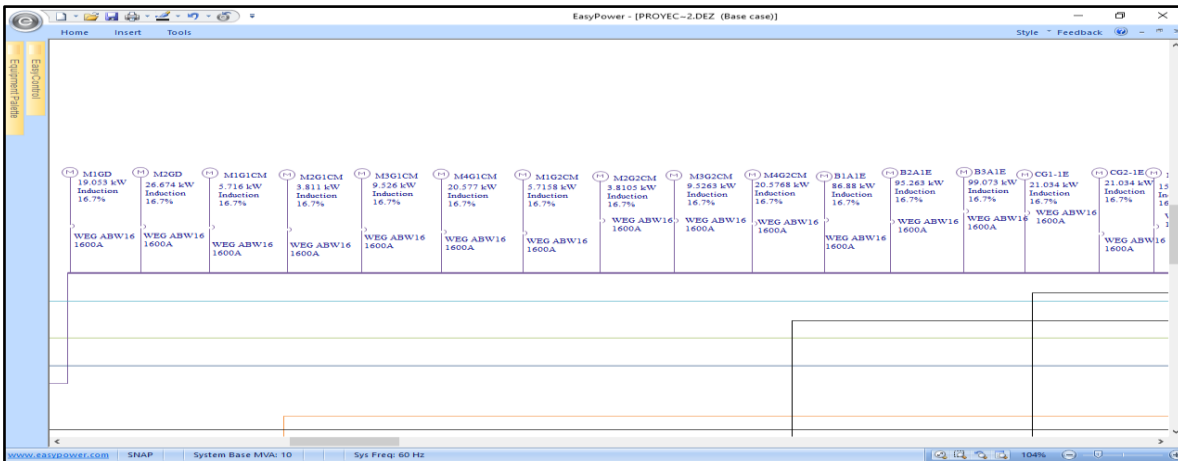 EasyPower - [PROYEC~2.DEZ (Base case)]
Home Insert Tools
Style Feedback
Equipment Palette
EasyControl
M1GD
19.053 kW
Induction
16.7%
WEG ABW16
1600A
M2GD
26.674 kW
Induction
16.7%
WEG ABW16
1600A
M1G1CM
5.716 kW
Induction
16.7%
WEG ABW16
1600A
M2G1CM
3.811 kW
Induction
16.7%
WEG ABW16
1600A
M3G1CM
9.526 kW
Induction
16.7%
WEG ABW16
1600A
M4G1CM
20.577 kW
Induction
16.7%
WEG ABW16
1600A
M1G2CM
5.7158 kW
Induction
16.7%
WEG ABW16
1600A
M2G2CM
3.8105 kW
Induction
16.7%
WEG ABW16
1600A
M3G2CM
9.5263 kW
Induction
16.7%
WEG ABW16
1600A
M4G2CM
20.5768 kW
Induction
16.7%
WEG ABW16
1600A
B1A1E
86.88 kW
Induction
16.7%
WEG ABW16
1600A
B2A1E
95.263 kW
Induction
16.7%
WEG ABW16
1600A
B3A1E
99.073 kW
Induction
16.7%
WEG ABW16
1600A
CG1-1E
21.034 kW
Induction
16.7%
WEG ABW16
1600A
CG2-1E
21.034 kW
Induction
16.7%
WEG ABW16
1600A
www.easypower.com SNAP System Base MVA: 10 Sys Freq: 60 Hz 104%